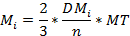 M_i = 2/3 * DM_i/n * MT